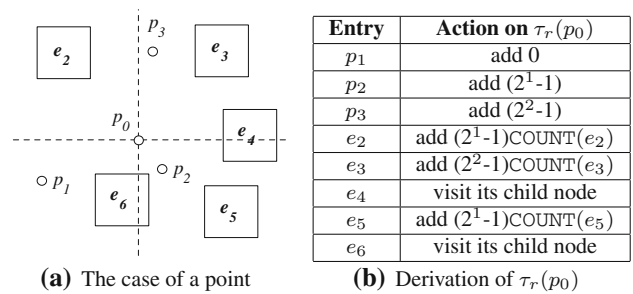 e₂
p₃
e₃
p₀
e₄
p₁
e₆
p₂
e₅
(a) The case of a point
Entry Action on τᵣ(p₀)
p₁ add 0
p₂ add (2¹-1)
p₃ add (2²-1)
e₂ add (2¹-1)COUNT(e₂)
e₃ add (2²-1)COUNT(e₃)
e₄ visit its child node
e₅ add (2¹-1)COUNT(e₅)
e₆ visit its child node
(b) Derivation of τᵣ(p₀)